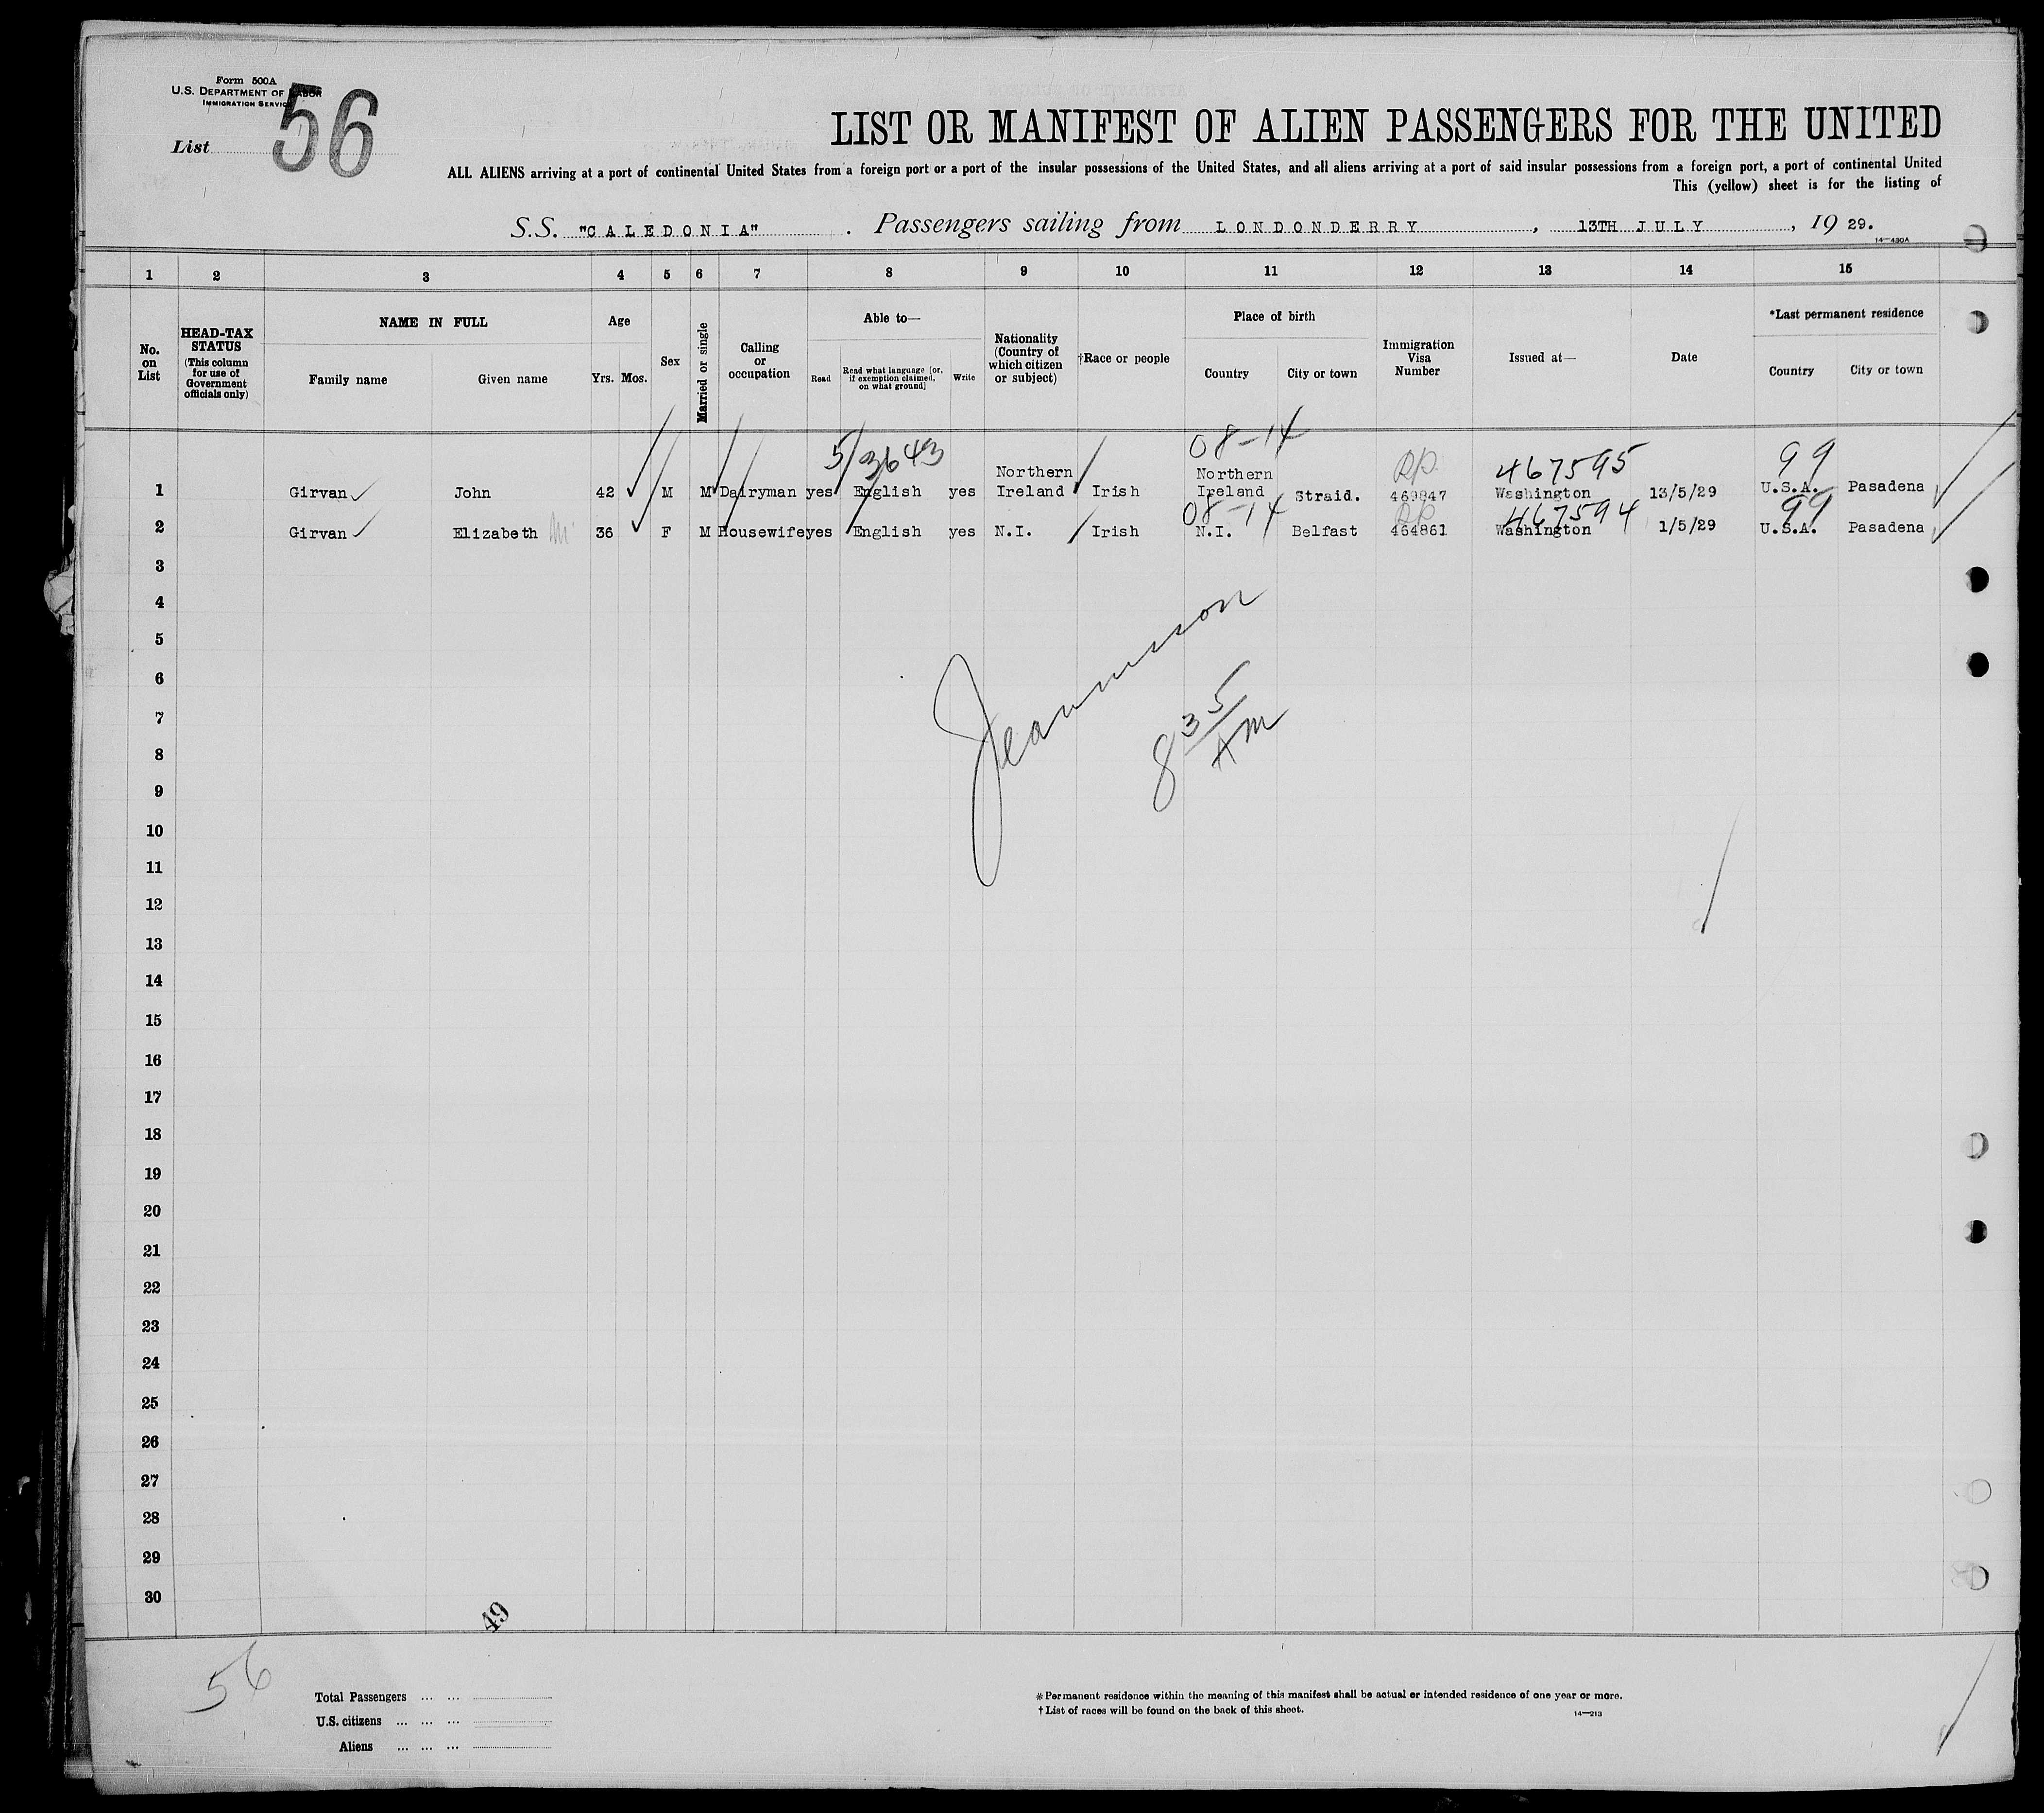 Form 500A
U.S. DEPARTMENT OF LABOR
IMMIGRATION SERVICE
List 56
LIST OR MANIFEST OF ALIEN PASSENGERS FOR THE UNITED
ALL ALIENS arriving at a port of continental United States from a foreign port or a port of the insular possessions of the United States, and all aliens arriving at a port of said insular possessions from a foreign port, a port of continental United
This (yellow) sheet is for the listing of
S.S. "CALEDONIA" . Passengers sailing from LONDONDERRY , 13TH JULY , 19 29.
14—430A
1 2 3 4 5 6 7 8 9 10 11 12 13 14 15
No. on List
HEAD-TAX STATUS (This column for use of Government officials only)
NAME IN FULL
Family name Given name
Age
Yrs. Mos.
Sex
Married or single
Calling or occupation
Able to—
Read Read what language [or, if exemption claimed, on what ground] Write
Nationality (Country of which citizen or subject)
†Race or people
Place of birth
Country City or town
Immigration Visa Number
Issued at—
Date
*Last permanent residence
Country City or town
5/3643 08-14 RP 467595 99
1 Girvan John 42 M M Dairyman yes English yes Northern Ireland Irish Northern Ireland Straid. 469847 Washington 13/5/29 U.S.A. Pasadena
08-14 RP 467594 99
2 Girvan Elizabeth 36 F M Housewife yes English yes N.I. Irish N.I. Belfast 464861 Washington 1/5/29 U.S.A. Pasadena
3
4
5
6
7
8
9
10
11
12
13
14
15
16
17
18
19
20
21
22
23
24
25
26
27
28
29
30
8 35 AM
49
56
Total Passengers ... ...
U.S. citizens ... ... ...
Aliens ... ... ...
*Permanent residence within the meaning of this manifest shall be actual or intended residence of one year or more.
†List of races will be found on the back of this sheet.
14—213